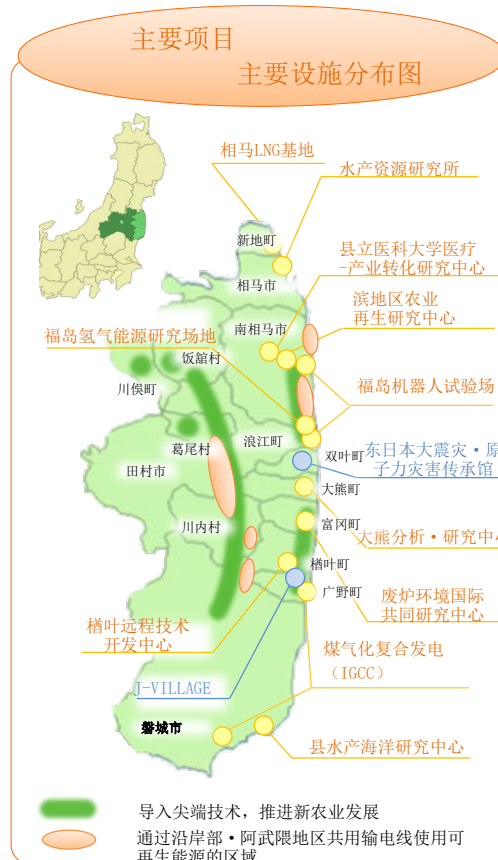 主要项目
主要设施分布图
相马LNG基地
水产资源研究所
新地町
县立医科大学医疗
-产业转化研究中心
相马市
滨地区农业
再生研究中心
南相马市
福岛氢气能源研究场地
饭舘村
川俣町
福岛机器人试验场
葛尾村
浪江町
双叶町
东日本大震灾・原
子力灾害传承馆
田村市
大熊町
川内村
富冈町
大熊分析・研究中心
楢叶町
广野町
废炉环境国际
共同研究中心
楢叶远程技术
开发中心
煤气化复合发电
（IGCC）
J-VILLAGE
磐城市
县水产海洋研究中心
导入尖端技术，推进新农业发展
通过沿岸部・阿武隈地区共用输电线使用可
再生能源的区域